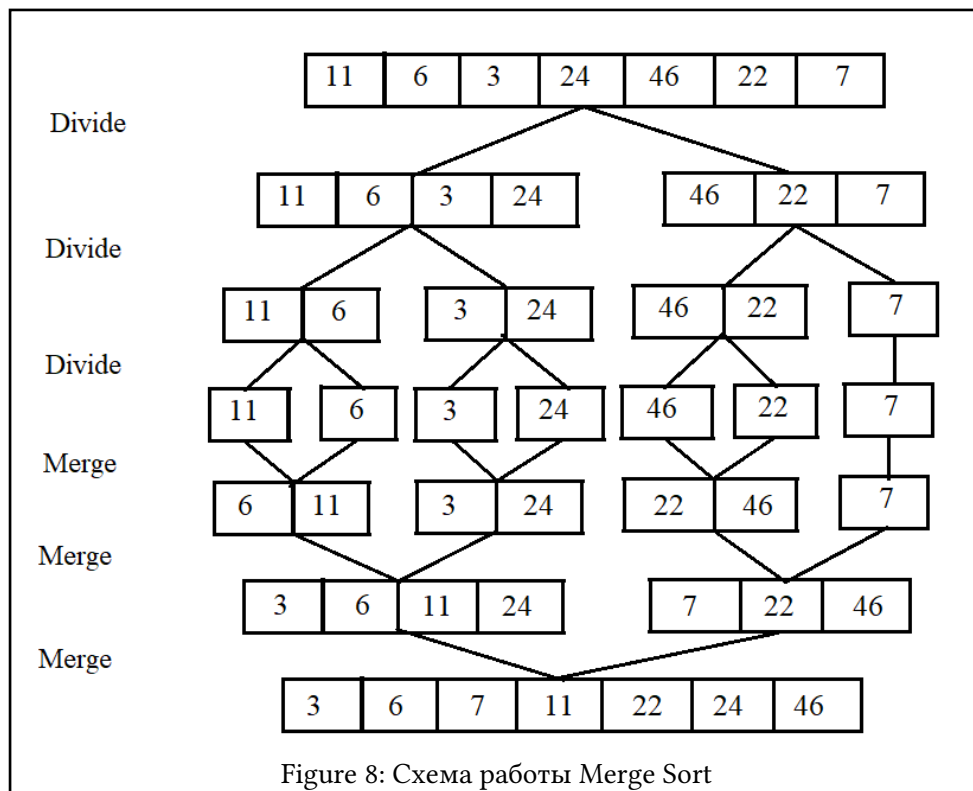 11 6 3 24 46 22 7
Divide
11 6 3 24 46 22 7
Divide
11 6 3 24 46 22 7
Divide
11 6 3 24 46 22 7
Merge
6 11 3 24 22 46 7
Merge
3 6 11 24 7 22 46
Merge
3 6 7 11 22 24 46
Figure 8: Схема работы Merge Sort